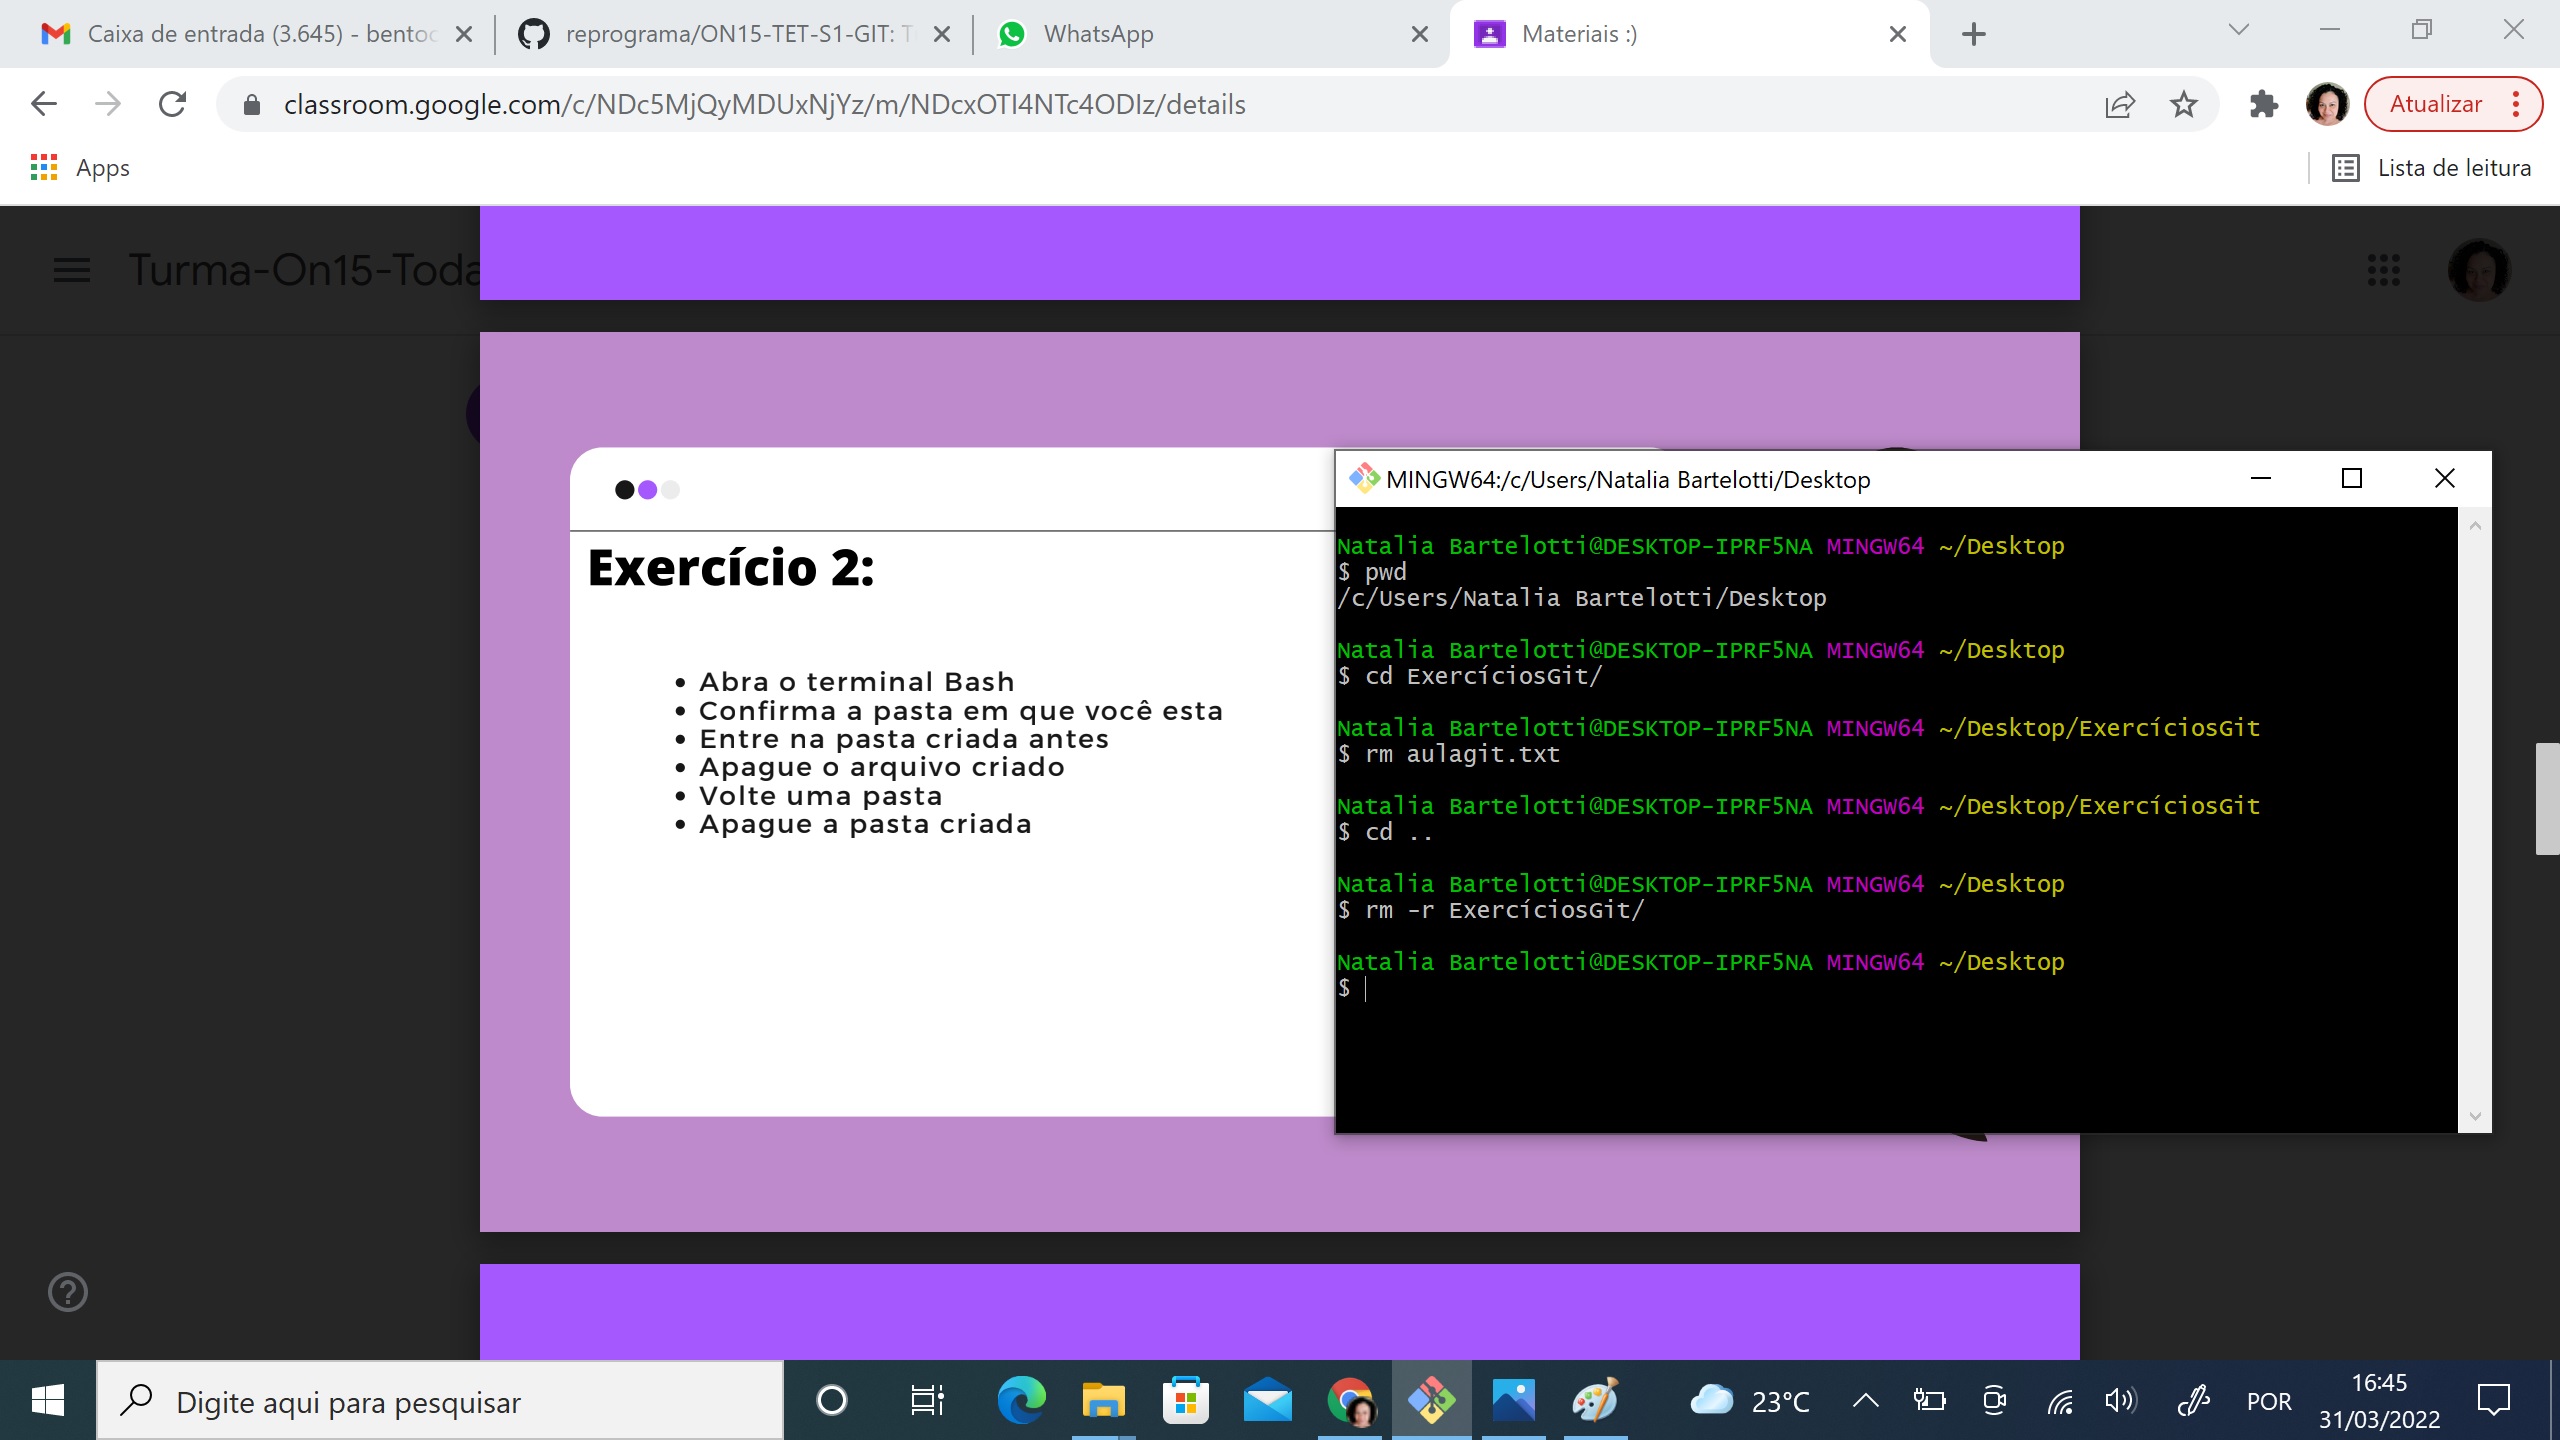 Caixa de entrada (3.645) - bentoc
reprograma/ON15-TET-S1-GIT: T
WhatsApp
Materiais :)
classroom.google.com/c/NDc5MjQyMDUxNjYz/m/NDcxOTI4NTc4ODIz/details
Atualizar
Apps
Lista de leitura
Turma-On15-Toda
Exercício 2:
• Abra o terminal Bash
• Confirma a pasta em que você esta
• Entre na pasta criada antes
• Apague o arquivo criado
• Volte uma pasta
• Apague a pasta criada
MINGW64:/c/Users/Natalia Bartelotti/Desktop
Natalia Bartelotti@DESKTOP-IPRF5NA MINGW64 ~/Desktop
$ pwd
/c/Users/Natalia Bartelotti/Desktop
Natalia Bartelotti@DESKTOP-IPRF5NA MINGW64 ~/Desktop
$ cd ExercíciosGit/
Natalia Bartelotti@DESKTOP-IPRF5NA MINGW64 ~/Desktop/ExercíciosGit
$ rm aulagit.txt
Natalia Bartelotti@DESKTOP-IPRF5NA MINGW64 ~/Desktop/ExercíciosGit
$ cd ..
Natalia Bartelotti@DESKTOP-IPRF5NA MINGW64 ~/Desktop
$ rm -r ExercíciosGit/
Natalia Bartelotti@DESKTOP-IPRF5NA MINGW64 ~/Desktop
$
Digite aqui para pesquisar
23°C
POR
16:45
31/03/2022